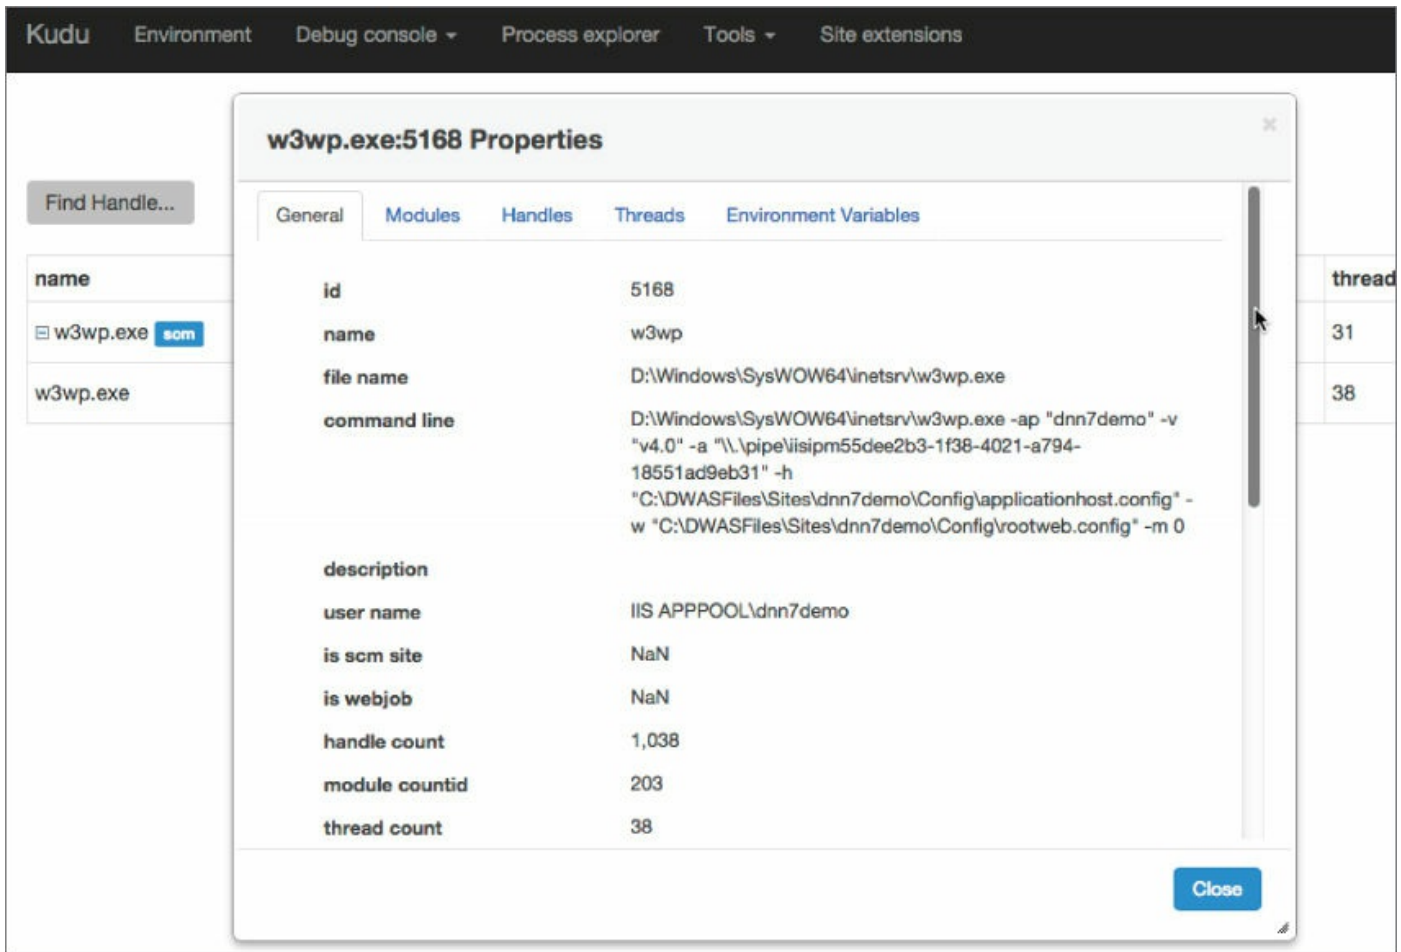 Kudu Environment Debug console Process explorer Tools Site extensions
w3wp.exe:5168 Properties
×
Find Handle...
General Modules Handles Threads Environment Variables
name
thread
w3wp.exe scm
31
w3wp.exe
38
id 5168
name w3wp
file name D:\Windows\SysWOW64\inetsrv\w3wp.exe
command line D:\Windows\SysWOW64\inetsrv\w3wp.exe -ap "dnn7demo" -v
"v4.0" -a "\\.\pipe\iisipm55dee2b3-1f38-4021-a794-
18551ad9eb31" -h
"C:\DWASFiles\Sites\dnn7demo\Config\applicationhost.config" -
w "C:\DWASFiles\Sites\dnn7demo\Config\rootweb.config" -m 0
description
user name IIS APPPOOL\dnn7demo
is scm site NaN
is webjob NaN
handle count 1,038
module countid 203
thread count 38
Close